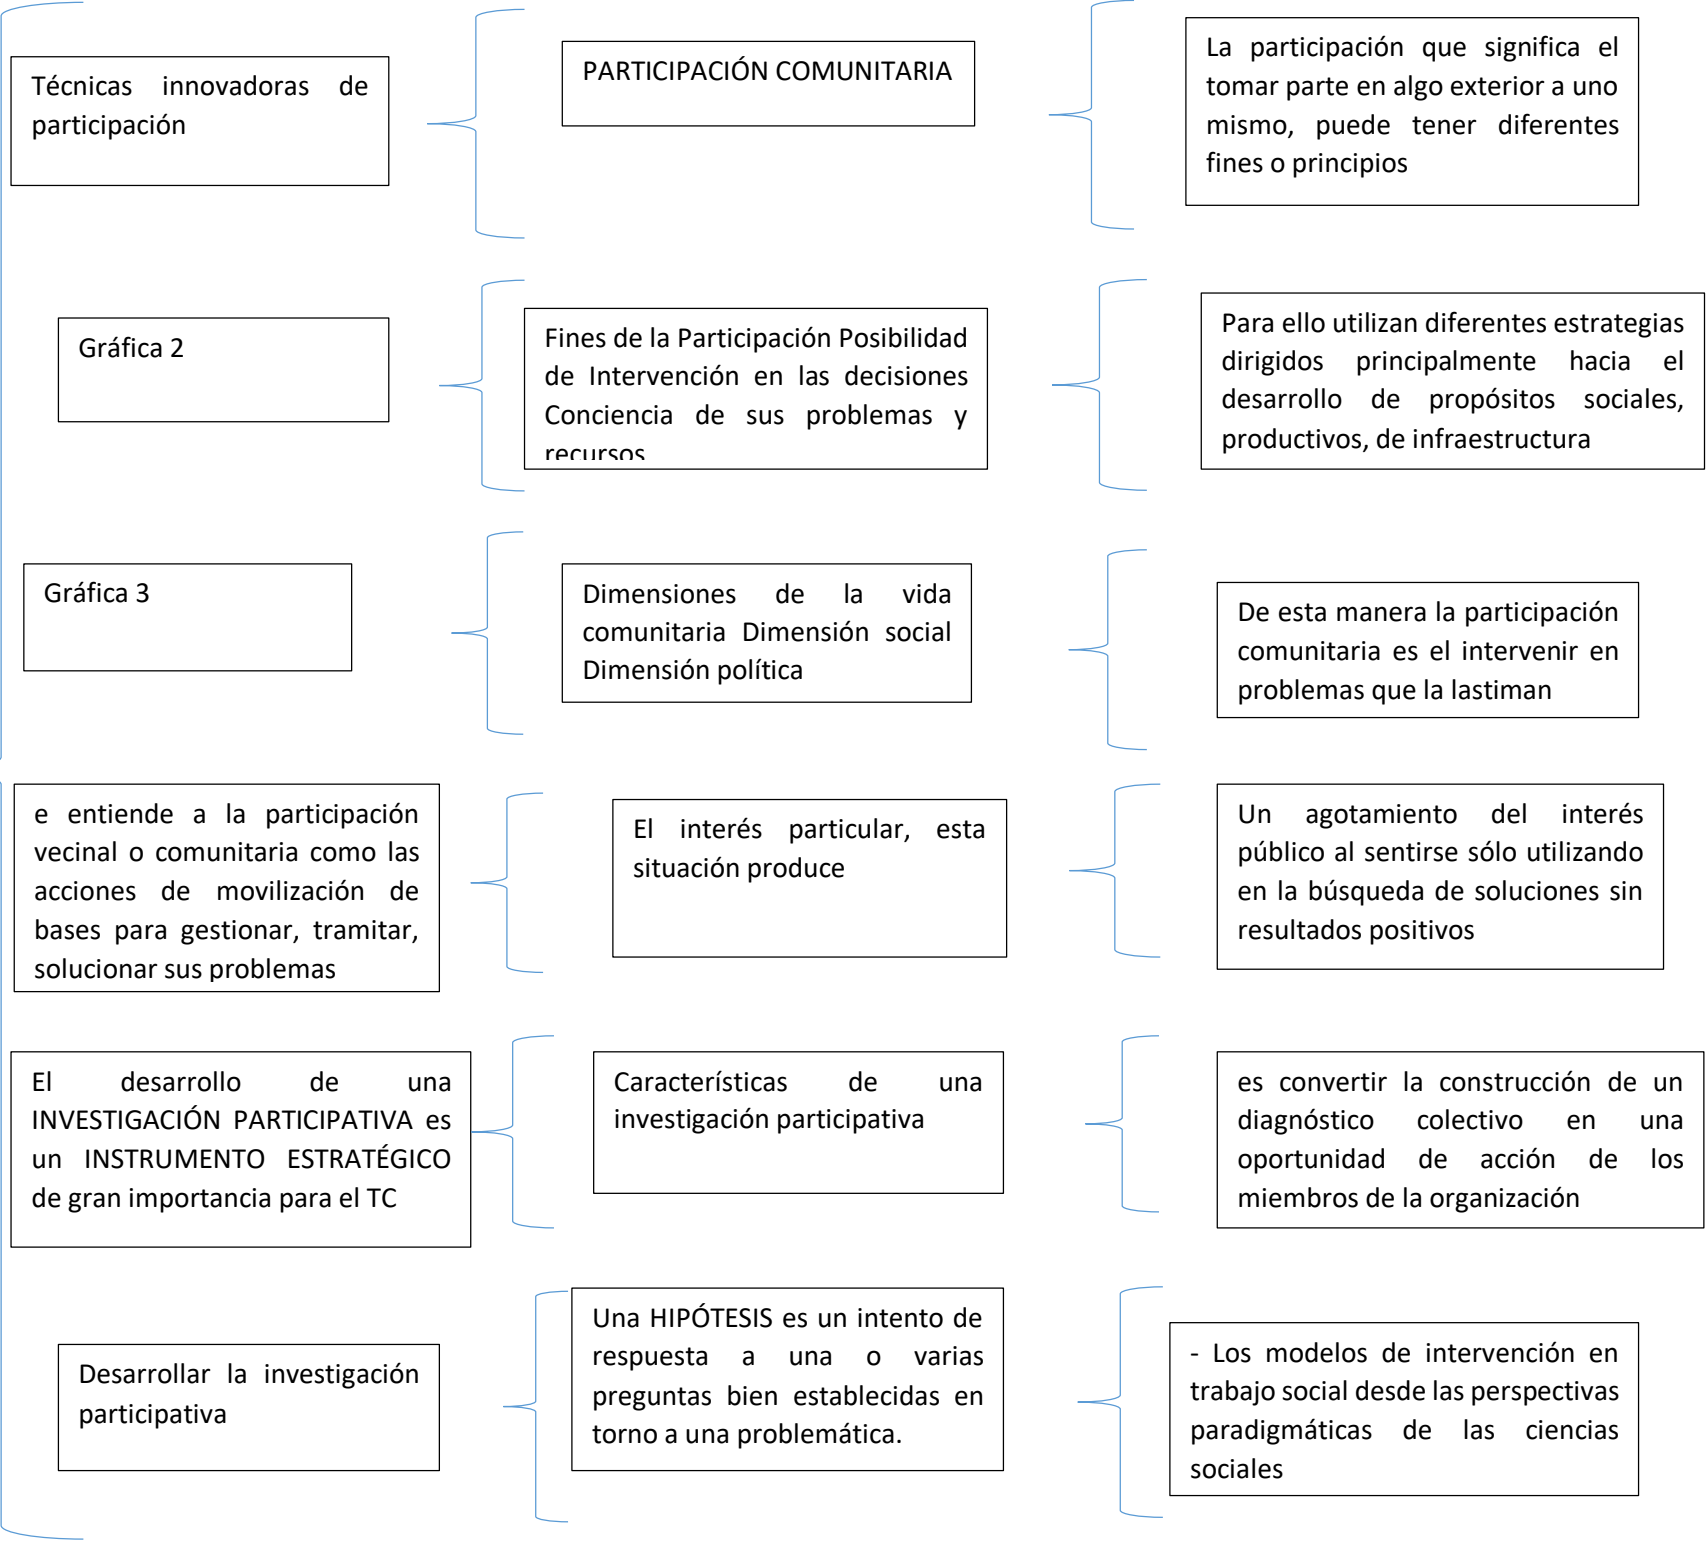 Técnicas innovadoras de
participación
PARTICIPACIÓN COMUNITARIA
La participación que significa el
tomar parte en algo exterior a uno
mismo, puede tener diferentes
fines o principios
Gráfica 2
Fines de la Participación Posibilidad
de Intervención en las decisiones
Conciencia de sus problemas y
recursos
Para ello utilizan diferentes estrategias
dirigidos principalmente hacia el
desarrollo de propósitos sociales,
productivos, de infraestructura
Gráfica 3
Dimensiones de la vida
comunitaria Dimensión social
Dimensión política
De esta manera la participación
comunitaria es el intervenir en
problemas que la lastiman
e entiende a la participación
vecinal o comunitaria como las
acciones de movilización de
bases para gestionar, tramitar,
solucionar sus problemas
El interés particular, esta
situación produce
Un agotamiento del interés
público al sentirse sólo utilizando
en la búsqueda de soluciones sin
resultados positivos
El desarrollo de una
INVESTIGACIÓN PARTICIPATIVA es
un INSTRUMENTO ESTRATÉGICO
de gran importancia para el TC
Características de una
investigación participativa
es convertir la construcción de un
diagnóstico colectivo en una
oportunidad de acción de los
miembros de la organización
Desarrollar la investigación
participativa
Una HIPÓTESIS es un intento de
respuesta a una o varias
preguntas bien establecidas en
torno a una problemática.
- Los modelos de intervención en
trabajo social desde las perspectivas
paradigmáticas de las ciencias
sociales